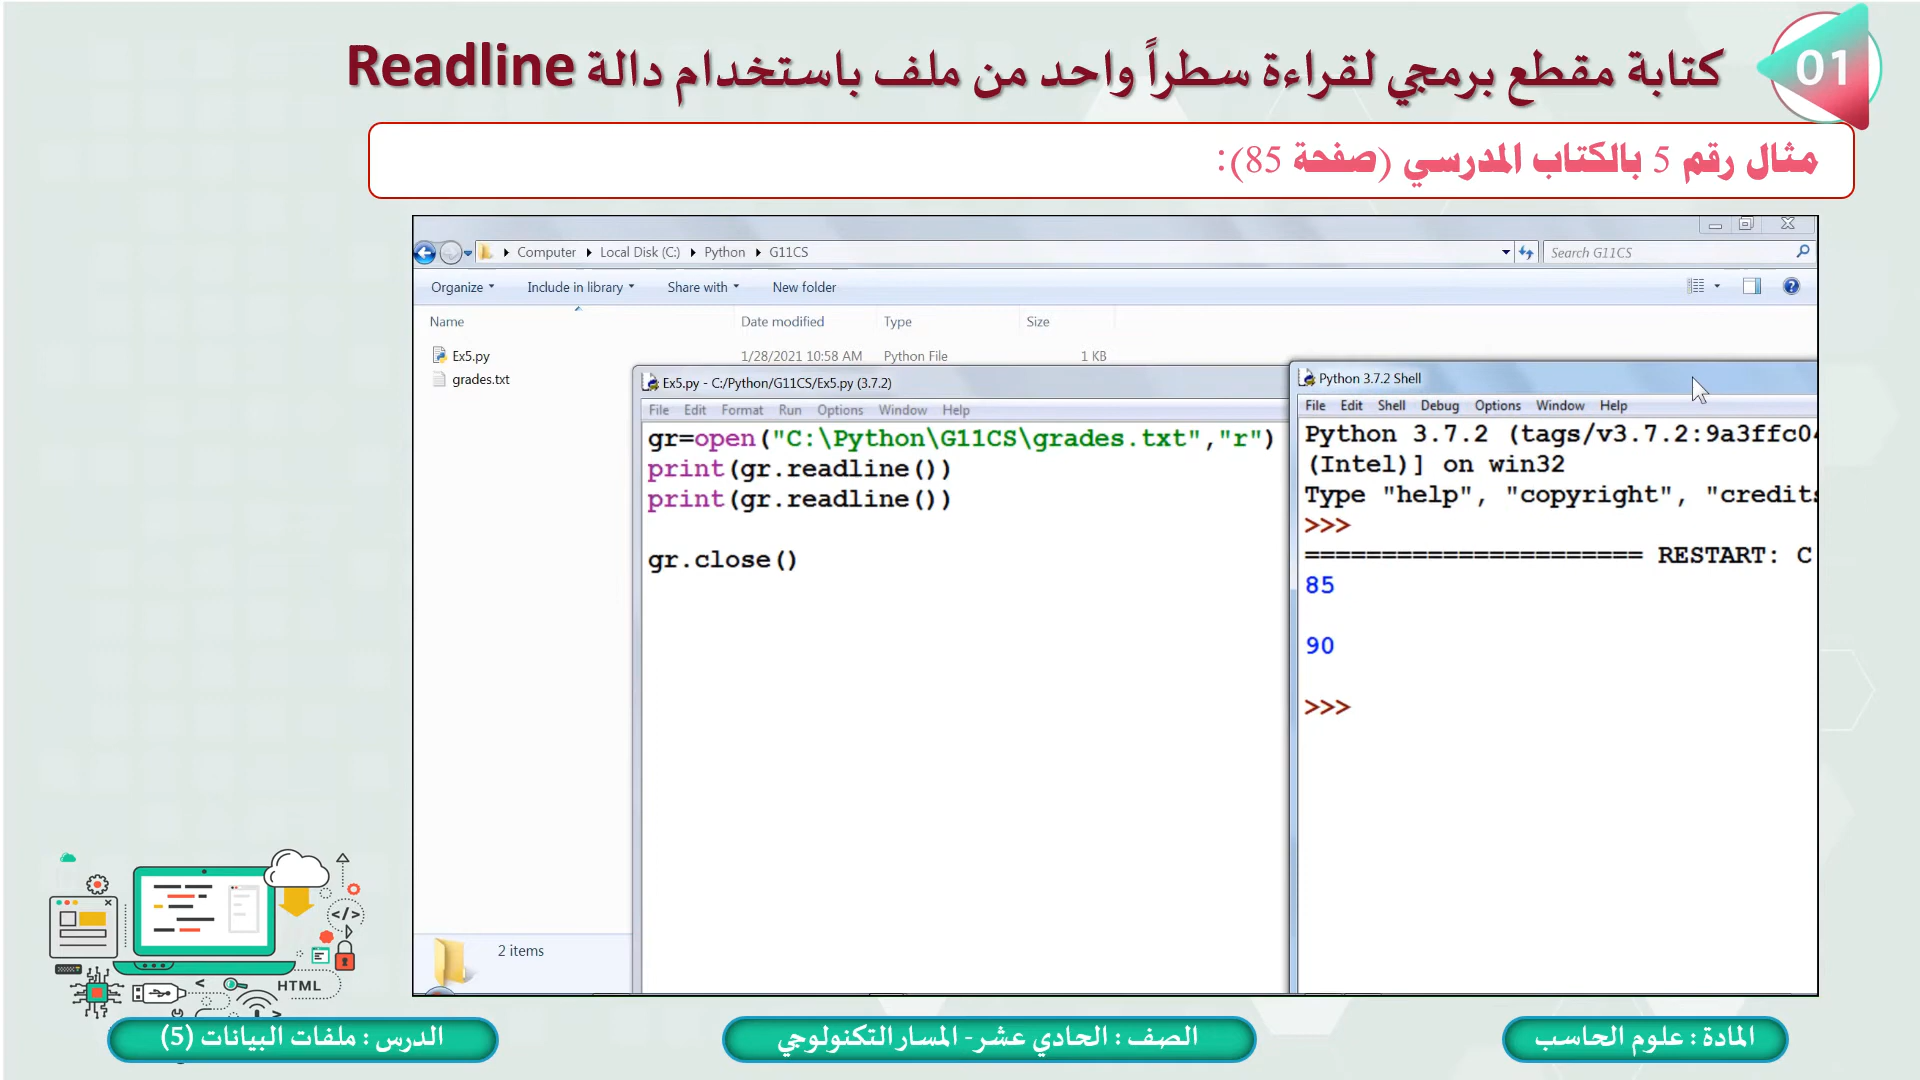 01
كتابة مقطع برمجي لقراءة سطراً واحد من ملف باستخدام دالة Readline
مثال رقم 5 بالكتاب المدرسي (صفحة 85):
Computer Local Disk (C:) Python G11CS
Search G11CS
Organize Include in library Share with New folder
Name Date modified Type Size
Ex5.py 1/28/2021 10:58 AM Python File 1 KB
grades.txt
2 items
Ex5.py - C:/Python/G11CS/Ex5.py (3.7.2)
File Edit Format Run Options Window Help
gr=open("C:\Python\G11CS\grades.txt","r")
print(gr.readline())
print(gr.readline())
gr.close()
Python 3.7.2 Shell
File Edit Shell Debug Options Window Help
Python 3.7.2 (tags/v3.7.2:9a3ffc04
(Intel)] on win32
Type "help", "copyright", "credits
>>>
====================== RESTART: C
85
90
>>>
</>
HTML
المادة : علوم الحاسب
الصف : الحادي عشر- المسار التكنولوجي
الدرس : ملفات البيانات (5)